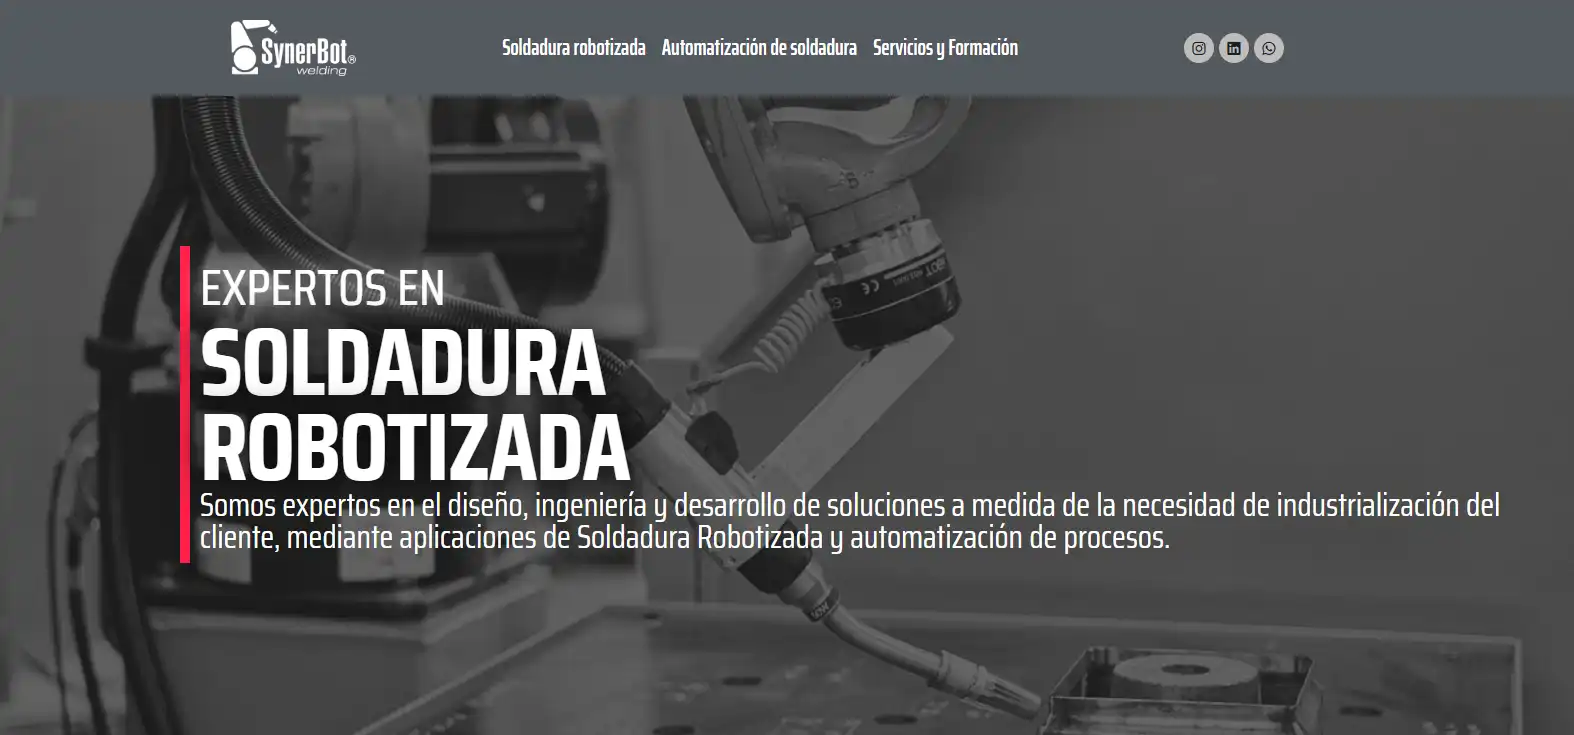 SynerBot®
welding
Soldadura robotizada
Automatización de soldadura
Servicios y Formación
EXPERTOS EN
SOLDADURA
ROBOTIZADA
Somos expertos en el diseño, ingeniería y desarrollo de soluciones a medida de la necesidad de industrialización del
cliente, mediante aplicaciones de Soldadura Robotizada y automatización de procesos.